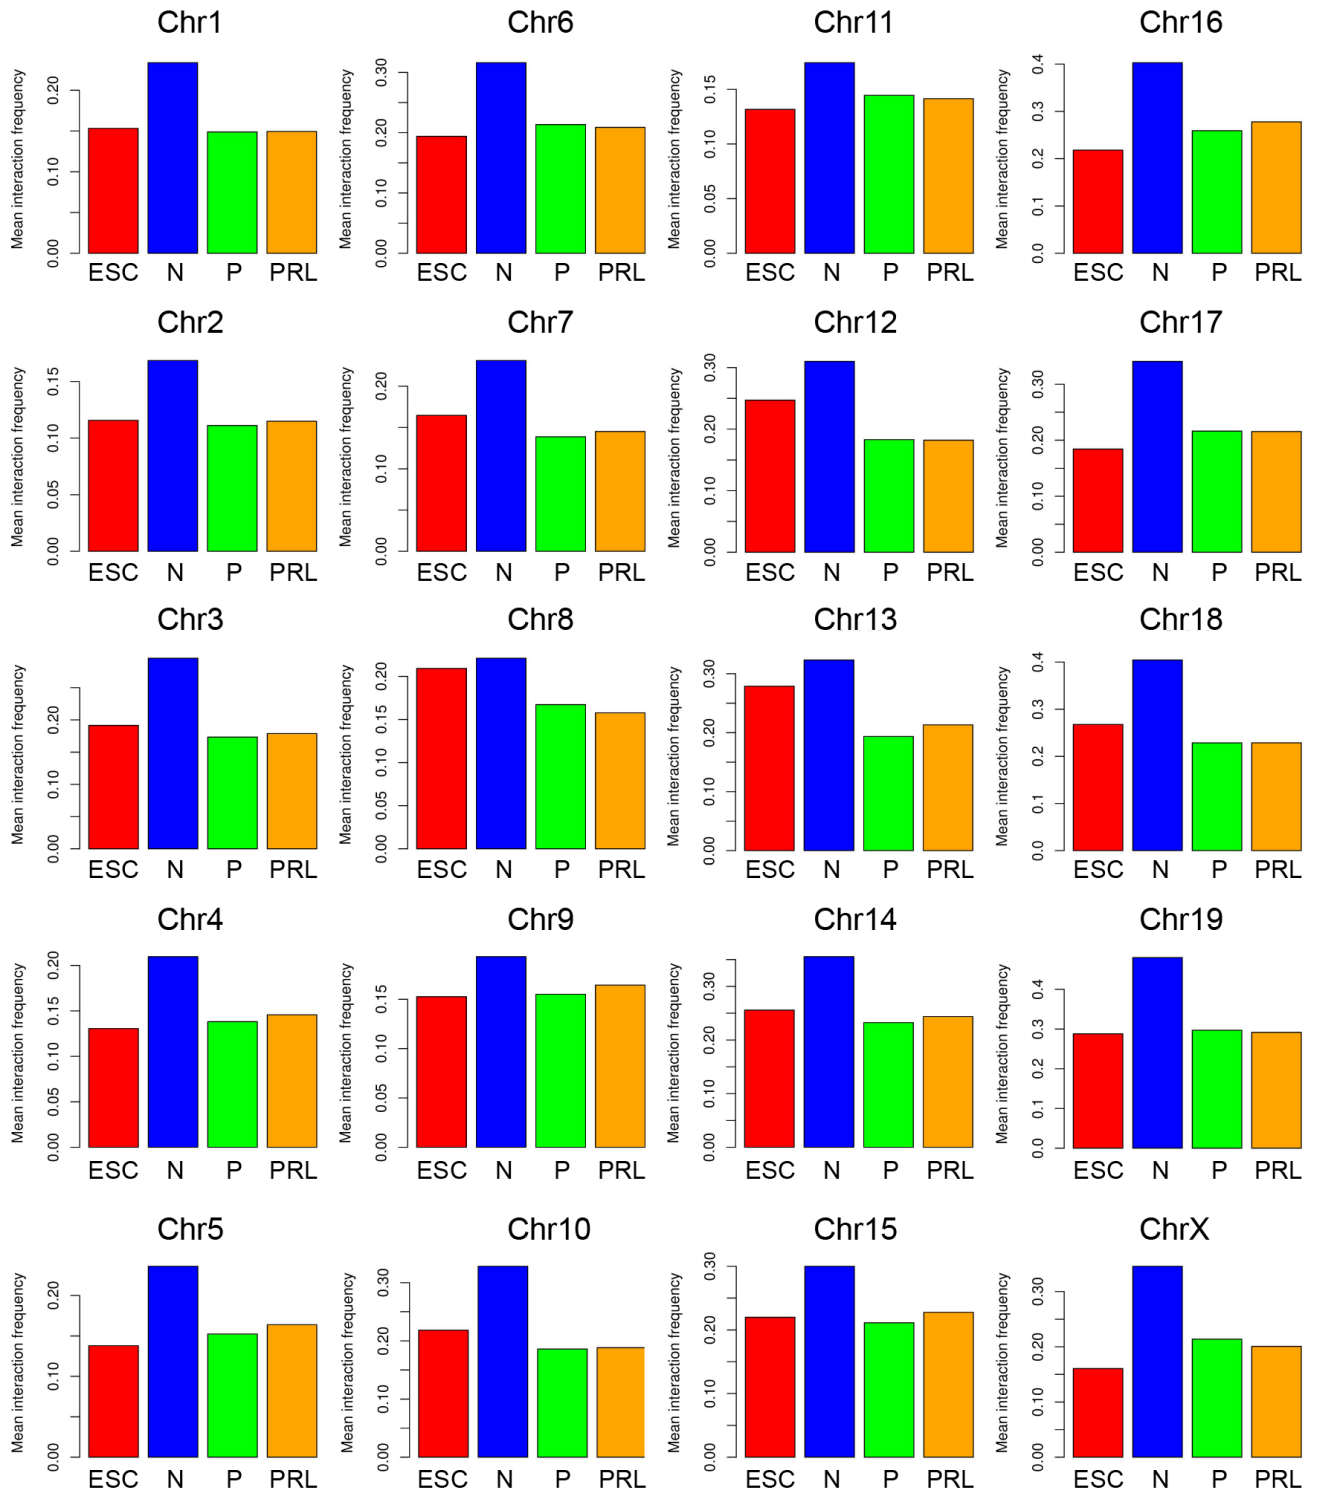 Chr1
Mean interaction frequency
0.20
0.10
0.00
ESC N P PRL
Chr6
Mean interaction frequency
0.30
0.20
0.10
0.00
ESC N P PRL
Chr11
Mean interaction frequency
0.15
0.10
0.05
0.00
ESC N P PRL
Chr16
Mean interaction frequency
0.4
0.3
0.2
0.1
0.0
ESC N P PRL
Chr2
Mean interaction frequency
0.15
0.10
0.05
0.00
ESC N P PRL
Chr7
Mean interaction frequency
0.20
0.10
0.00
ESC N P PRL
Chr12
Mean interaction frequency
0.30
0.20
0.10
0.00
ESC N P PRL
Chr17
Mean interaction frequency
0.30
0.20
0.10
0.00
ESC N P PRL
Chr3
Mean interaction frequency
0.20
0.10
0.00
ESC N P PRL
Chr8
Mean interaction frequency
0.20
0.15
0.10
0.05
0.00
ESC N P PRL
Chr13
Mean interaction frequency
0.30
0.20
0.10
0.00
ESC N P PRL
Chr18
Mean interaction frequency
0.4
0.3
0.2
0.1
0.0
ESC N P PRL
Chr4
Mean interaction frequency
0.20
0.15
0.10
0.05
0.00
ESC N P PRL
Chr9
Mean interaction frequency
0.15
0.10
0.05
0.00
ESC N P PRL
Chr14
Mean interaction frequency
0.30
0.20
0.10
0.00
ESC N P PRL
Chr19
Mean interaction frequency
0.4
0.3
0.2
0.1
0.0
ESC N P PRL
Chr5
Mean interaction frequency
0.20
0.10
0.00
ESC N P PRL
Chr10
Mean interaction frequency
0.30
0.20
0.10
0.00
ESC N P PRL
Chr15
Mean interaction frequency
0.30
0.20
0.10
0.00
ESC N P PRL
ChrX
Mean interaction frequency
0.30
0.20
0.10
0.00
ESC N P PRL